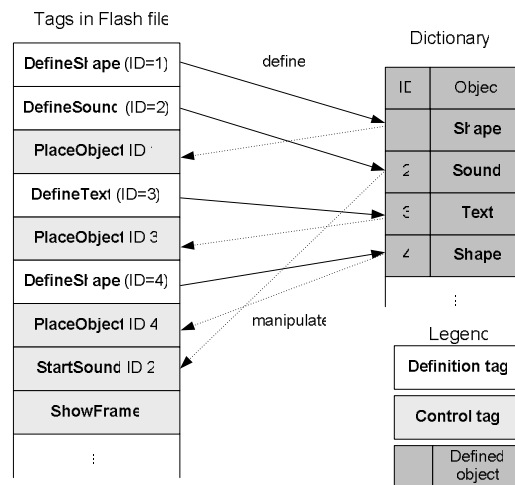 Tags in Flash file
DefineShape (ID=1)
DefineSound (ID=2)
PlaceObject ID
DefineText (ID=3)
PlaceObject ID 3
DefineShape (ID=4)
PlaceObject ID 4
StartSound ID 2
ShowFrame
⋮
define
manipulate
Dictionary
ID Objec
Shape
2 Sound
3 Text
4 Shape
⋮
Legend
Definition tag
Control tag
Defined
object